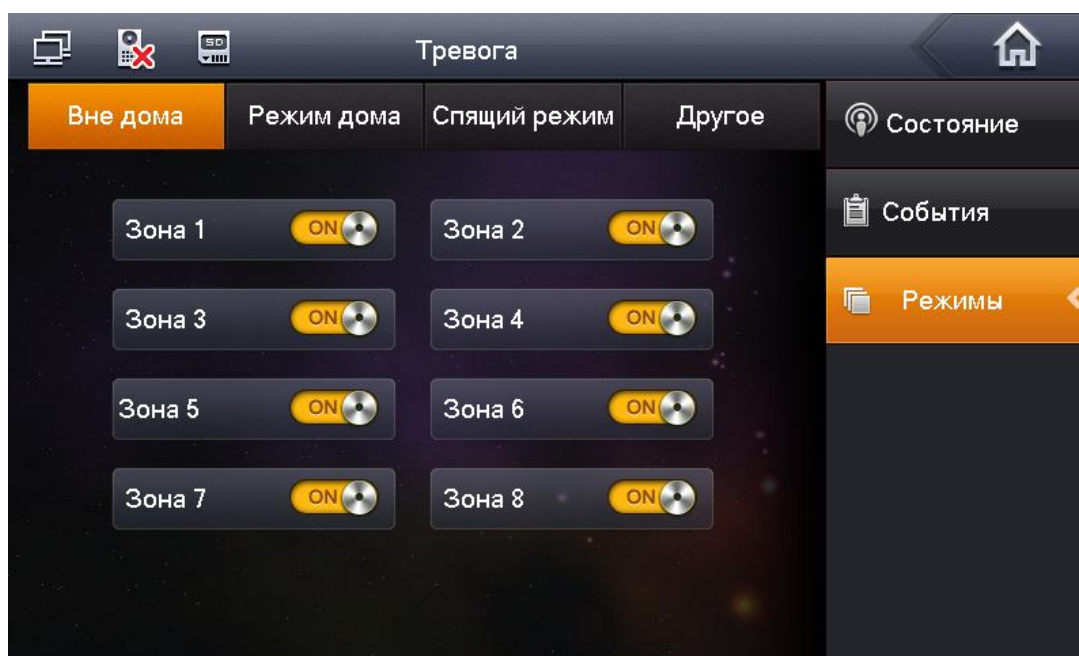 SD
Тревога
Вне дома Режим дома Спящий режим Другое
Состояние
Зона 1 ON Зона 2 ON
События
Зона 3 ON Зона 4 ON
Режимы
Зона 5 ON Зона 6 ON
Зона 7 ON Зона 8 ON